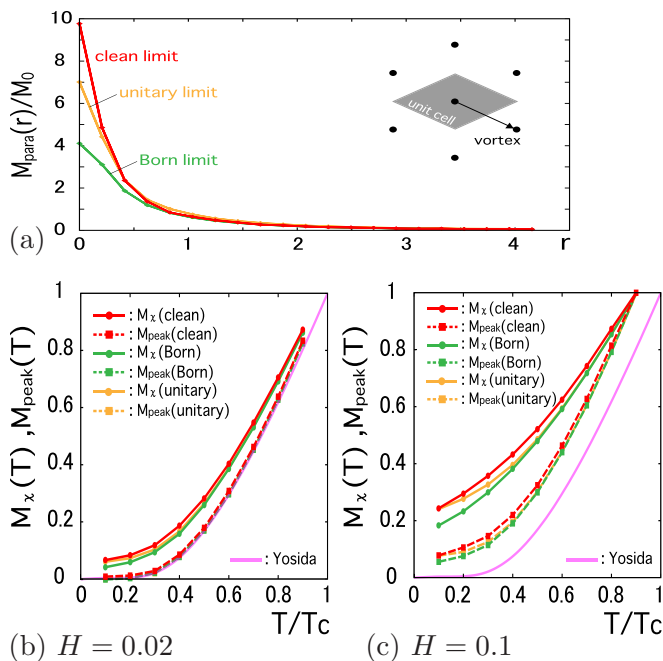 10
8
6
4
2
0
M_para(r)/M_0
clean limit
unitary limit
Born limit
unit cell
vortex
0 1 2 3 4 r
(a)
1
0.8
0.6
0.4
0.2
0
M_χ(T) ,M_peak(T)
: M_χ(clean)
: M_peak(clean)
: M_χ(Born)
: M_peak(Born)
: M_χ(unitary)
: M_peak(unitary)
: Yosida
0 0.2 0.4 0.6 0.8 1
T/Tc
(b) H = 0.02
1
0.8
0.6
0.4
0.2
0
M_χ(T) ,M_peak(T)
: M_χ(clean)
: M_peak(clean)
: M_χ(Born)
: M_peak(Born)
: M_χ(unitary)
: M_peak(unitary)
: Yosida
0 0.2 0.4 0.6 0.8 1
T/Tc
(c) H = 0.1